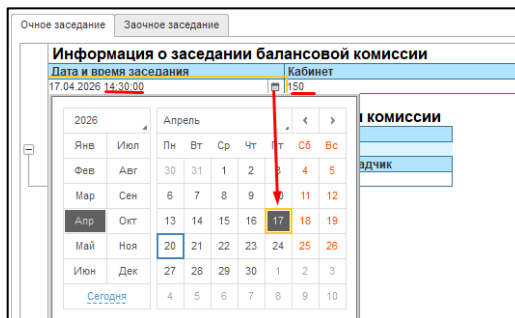 Очное заседание Заочное заседание
Информация о заседании балансовой комиссии
Дата и время заседания Кабинет
17.04.2026 14:30:00 150
2026 Апрель < >
комиссии
Янв Июл Пн Вт Ср Чт Пт Сб Вс
Фев Авг 30 31 1 2 3 4 5
адчик
Мар Сен 6 7 8 9 10 11 12
Апр Окт 13 14 15 16 17 18 19
Май Ноя 20 21 22 23 24 25 26
Июн Дек 27 28 29 30 1 2 3
Сегодня 4 5 6 7 8 9 10